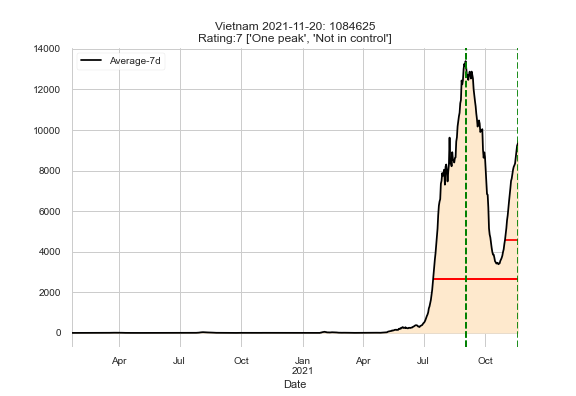 Vietnam 2021-11-20: 1084625
Rating:7 ['One peak', 'Not in control']
14000
12000
10000
8000
6000
4000
2000
0
Average-7d
Apr
Jul
Oct
Jan
2021
Apr
Jul
Oct
Date